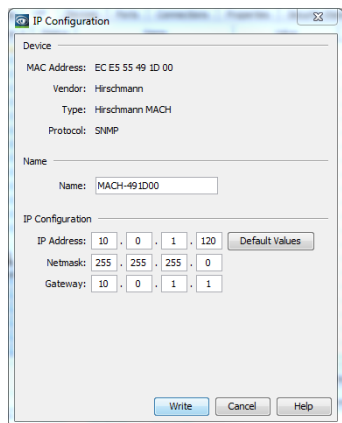 IP Configuration
Device
MAC Address: EC E5 55 49 1D 00
Vendor: Hirschmann
Type: Hirschmann MACH
Protocol: SNMP
Name
Name: MACH-491D00
IP Configuration
IP Address: 10 . 0 . 1 . 120 Default Values
Netmask: 255 . 255 . 255 . 0
Gateway: 10 . 0 . 1 . 1
Write Cancel Help